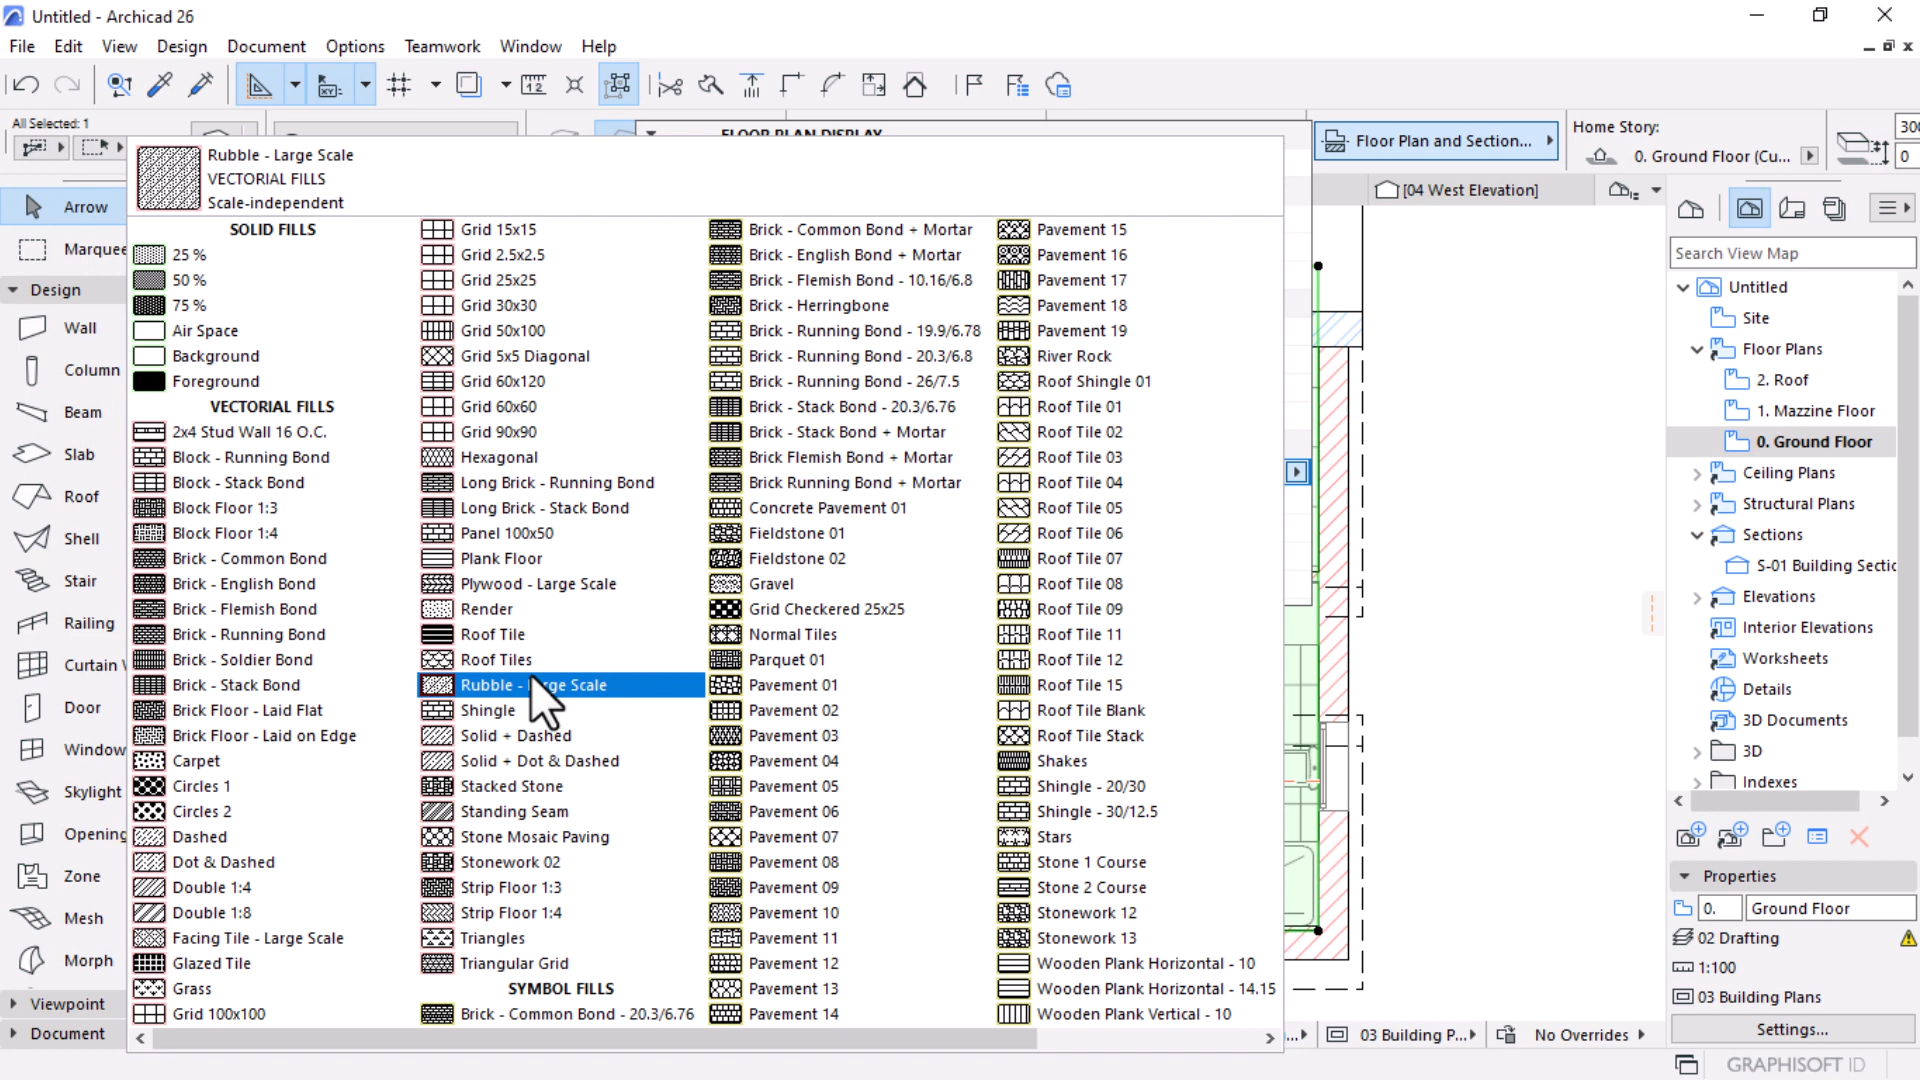 Untitled - Archicad 26
File Edit View Design Document Options Teamwork Window Help
All Selected: 1
FLOOR PLAN DISPLAY
Floor Plan and Section...
Home Story:
0. Ground Floor (Cu...
300
0
[04 West Elevation]
Arrow
Marquee
Design
Wall
Column
Beam
Slab
Roof
Shell
Stair
Railing
Curtain
Door
Window
Skylight
Opening
Zone
Mesh
Morph
Viewpoint
Document
Rubble - Large Scale
VECTORIAL FILLS
Scale-independent
SOLID FILLS
25 %
50 %
75 %
Air Space
Background
Foreground
VECTORIAL FILLS
2x4 Stud Wall 16 O.C.
Block - Running Bond
Block - Stack Bond
Block Floor 1:3
Block Floor 1:4
Brick - Common Bond
Brick - English Bond
Brick - Flemish Bond
Brick - Running Bond
Brick - Soldier Bond
Brick - Stack Bond
Brick Floor - Laid Flat
Brick Floor - Laid on Edge
Carpet
Circles 1
Circles 2
Dashed
Dot & Dashed
Double 1:4
Double 1:8
Facing Tile - Large Scale
Glazed Tile
Grass
Grid 100x100
Grid 15x15
Grid 2.5x2.5
Grid 25x25
Grid 30x30
Grid 50x100
Grid 5x5 Diagonal
Grid 60x120
Grid 60x60
Grid 90x90
Hexagonal
Long Brick - Running Bond
Long Brick - Stack Bond
Panel 100x50
Plank Floor
Plywood - Large Scale
Render
Roof Tile
Roof Tiles
Rubble - Large Scale
Shingle
Solid + Dashed
Solid + Dot & Dashed
Stacked Stone
Standing Seam
Stone Mosaic Paving
Stonework 02
Strip Floor 1:3
Strip Floor 1:4
Triangles
Triangular Grid
SYMBOL FILLS
Brick - Common Bond - 20.3/6.76
Brick - Common Bond + Mortar
Brick - English Bond + Mortar
Brick - Flemish Bond - 10.16/6.8
Brick - Herringbone
Brick - Running Bond - 19.9/6.78
Brick - Running Bond - 20.3/6.8
Brick - Running Bond - 26/7.5
Brick - Stack Bond - 20.3/6.76
Brick - Stack Bond + Mortar
Brick Flemish Bond + Mortar
Brick Running Bond + Mortar
Concrete Pavement 01
Fieldstone 01
Fieldstone 02
Gravel
Grid Checkered 25x25
Normal Tiles
Parquet 01
Pavement 01
Pavement 02
Pavement 03
Pavement 04
Pavement 05
Pavement 06
Pavement 07
Pavement 08
Pavement 09
Pavement 10
Pavement 11
Pavement 12
Pavement 13
Pavement 14
Pavement 15
Pavement 16
Pavement 17
Pavement 18
Pavement 19
River Rock
Roof Shingle 01
Roof Tile 01
Roof Tile 02
Roof Tile 03
Roof Tile 04
Roof Tile 05
Roof Tile 06
Roof Tile 07
Roof Tile 08
Roof Tile 09
Roof Tile 11
Roof Tile 12
Roof Tile 15
Roof Tile Blank
Roof Tile Stack
Shakes
Shingle - 20/30
Shingle - 30/12.5
Stars
Stone 1 Course
Stone 2 Course
Stonework 12
Stonework 13
Wooden Plank Horizontal - 10
Wooden Plank Horizontal - 14.15
Wooden Plank Vertical - 10
Search View Map
Untitled
Site
Floor Plans
2. Roof
1. Mazzine Floor
0. Ground Floor
Ceiling Plans
Structural Plans
Sections
S-01 Building Sectic
Elevations
Interior Elevations
Worksheets
Details
3D Documents
3D
Indexes
Properties
0. Ground Floor
02 Drafting
1:100
03 Building Plans
Settings...
03 Building P... No Overrides
GRAPHISOFT ID